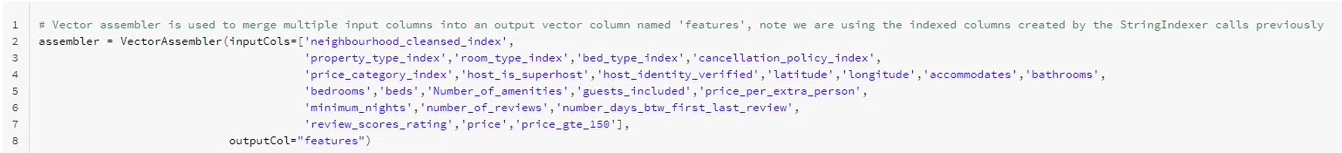 1 # Vector assembler is used to merge multiple input columns into an output vector column named 'features', note we are using the indexed columns created by the StringIndexer calls previously
2 assembler = VectorAssembler(inputCols=['neighbourhood_cleansed_index',
3 'property_type_index','room_type_index','bed_type_index','cancellation_policy_index',
4 'price_category_index','host_is_superhost','host_identity_verified','latitude','longitude','accommodates','bathrooms',
5 'bedrooms','beds','Number_of_amenities','guests_included','price_per_extra_person',
6 'minimum_nights','number_of_reviews','number_days_btw_first_last_review',
7 'review_scores_rating','price','price_gte_150'],
8 outputCol="features")